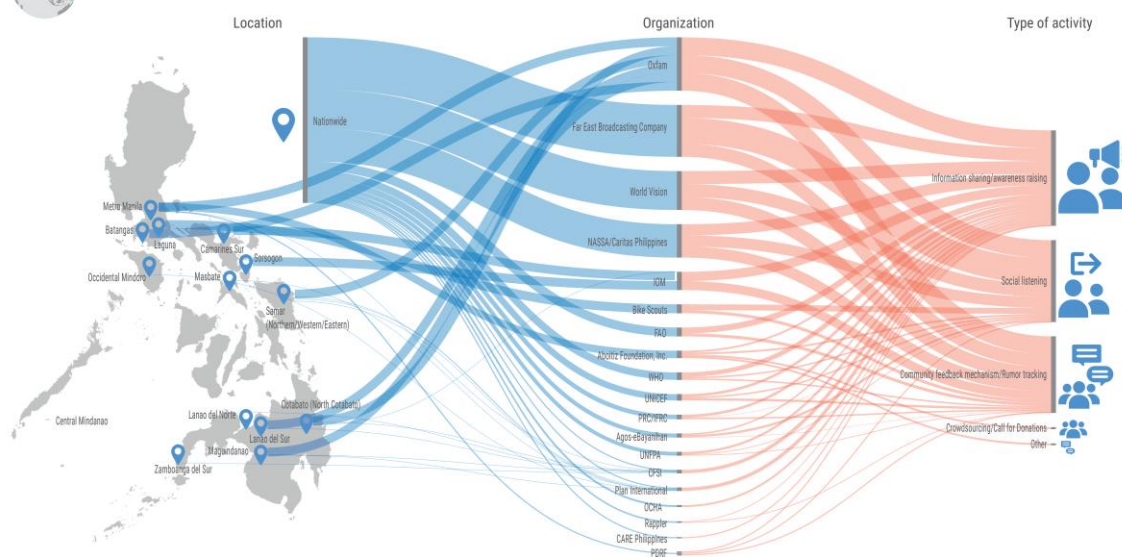 Location
Organization
Type of activity
Nationwide
Metro Manila
Batangas
Laguna
Camarines Sur
Sorsogon
Occidental Mindoro
Masbate
Samar
(Northern/Western/Eastern)
Central Mindanao
Lanao del Norte
Cotabato (North Cotabato)
Lanao del Sur
Maguindanao
Zamboanga del Sur
Oxfam
Far East Broadcasting Company
World Vision
NASSA/Caritas Philippines
IOM
Bike Scouts
FAO
Aboitiz Foundation, Inc.
WHO
UNICEF
PRC/IFRC
Agos-eBayanihan
UNFPA
CFSI
Plan International
OCHA
Rappler
CARE Philippines
PDRF
Information sharing/awareness raising
Social listening
Community feedback mechanism/Rumor tracking
Crowdsourcing/Call for Donations
Other